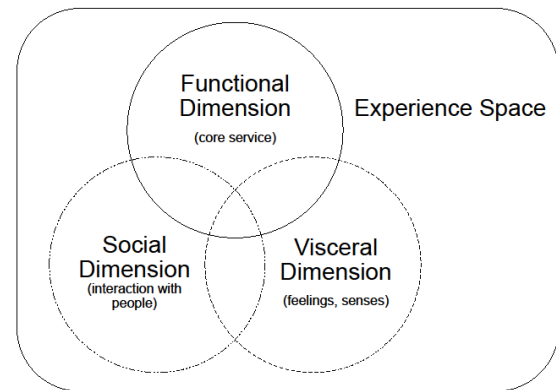 Functional
Dimension
(core service)
Experience Space
Social
Dimension
(interaction with
people)
Visceral
Dimension
(feelings, senses)